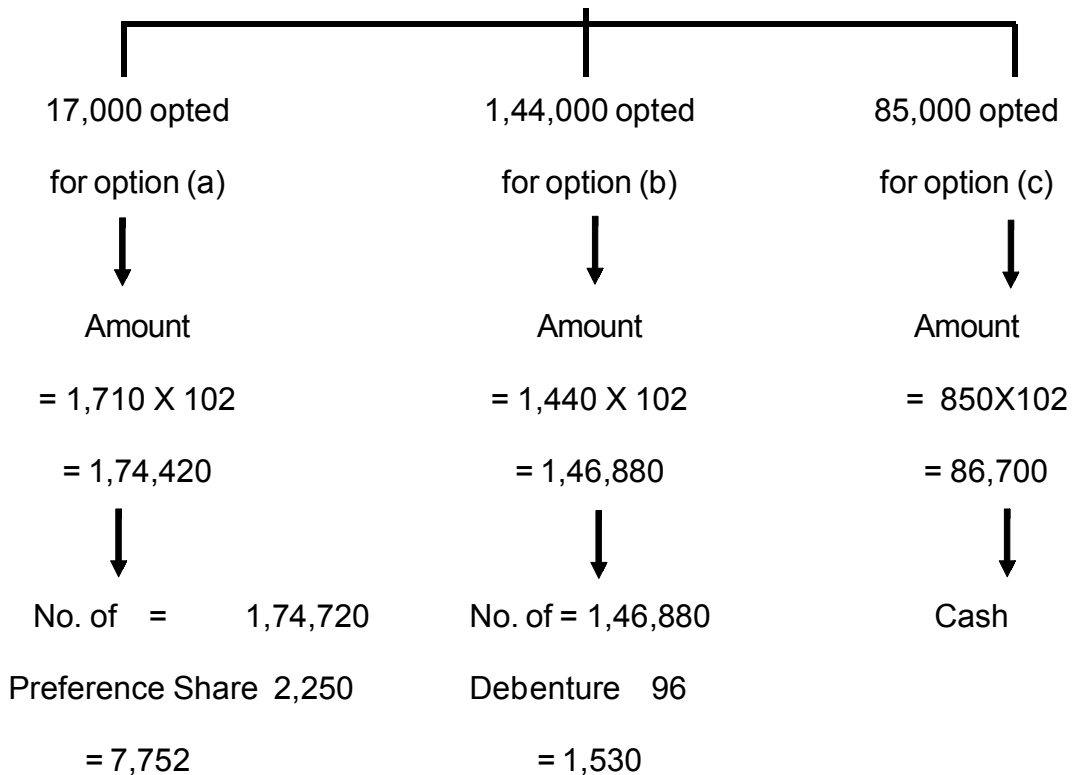 17,000 opted
for option (a)
Amount
= 1,710 X 102
= 1,74,420
No. of = 1,74,720
Preference Share 2,250
= 7,752
1,44,000 opted
for option (b)
Amount
= 1,440 X 102
= 1,46,880
No. of = 1,46,880
Debenture 96
= 1,530
85,000 opted
for option (c)
Amount
= 850X102
= 86,700
Cash